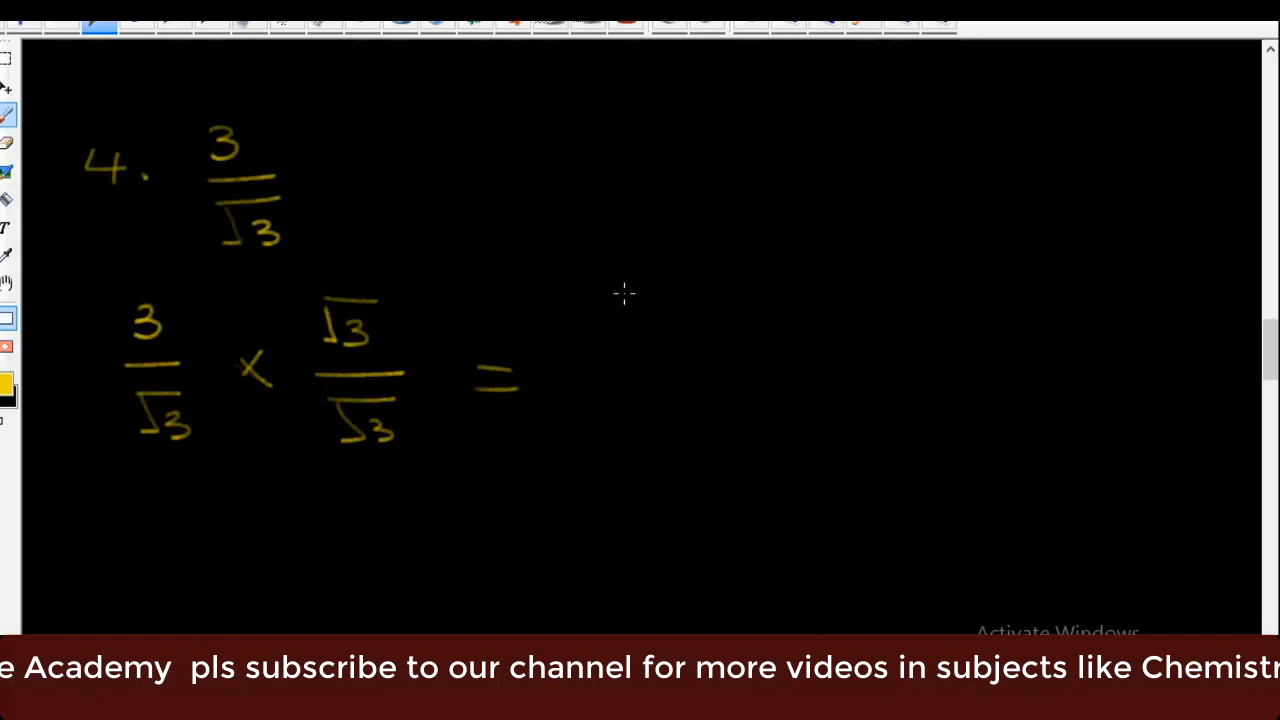 4. 3/√3
3/√3 × √3/√3 =
Activate Windows
e Academy pls subscribe to our channel for more videos in subjects like Chemistr